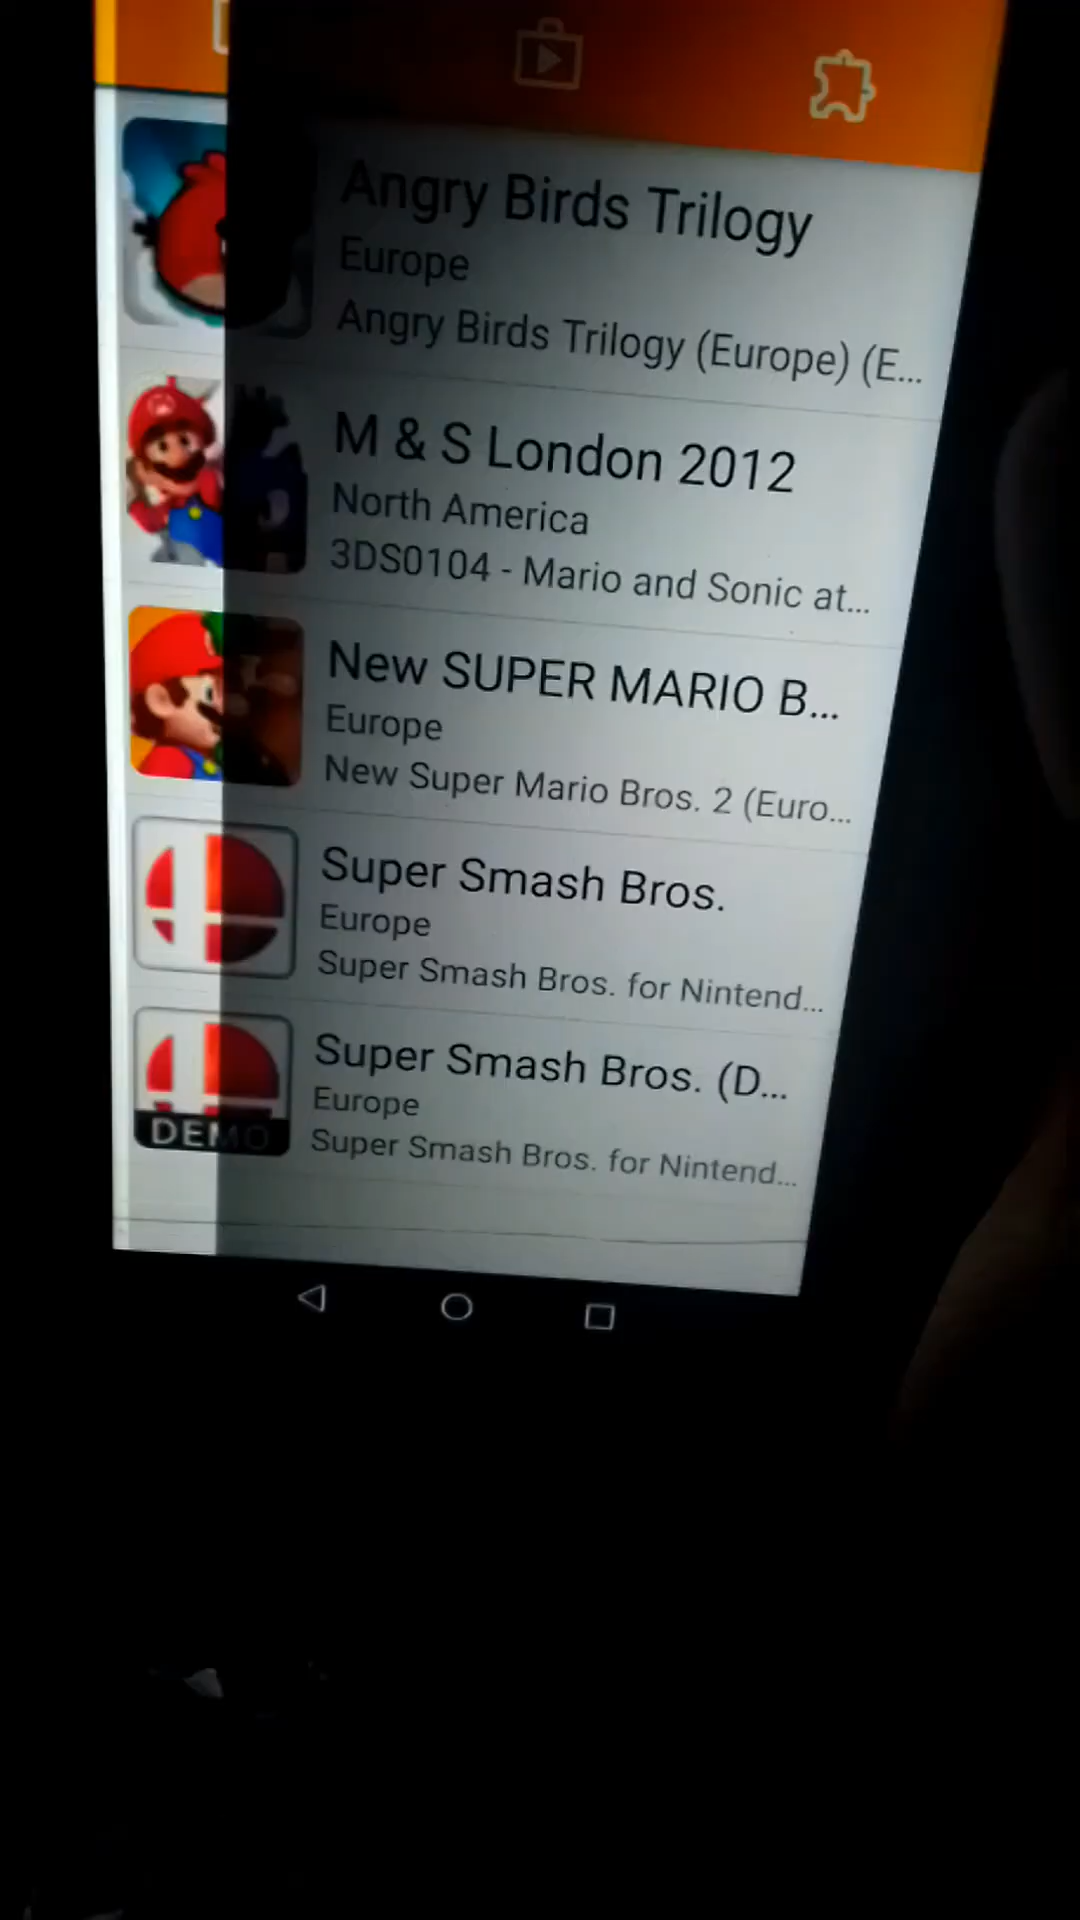 Angry Birds Trilogy
Europe
Angry Birds Trilogy (Europe) (E...
M & S London 2012
North America
3DS0104 - Mario and Sonic at...
New SUPER MARIO B...
Europe
New Super Mario Bros. 2 (Euro...
Super Smash Bros.
Europe
Super Smash Bros. for Nintend...
Super Smash Bros. (D...
Europe
Super Smash Bros. for Nintend...
DEMO